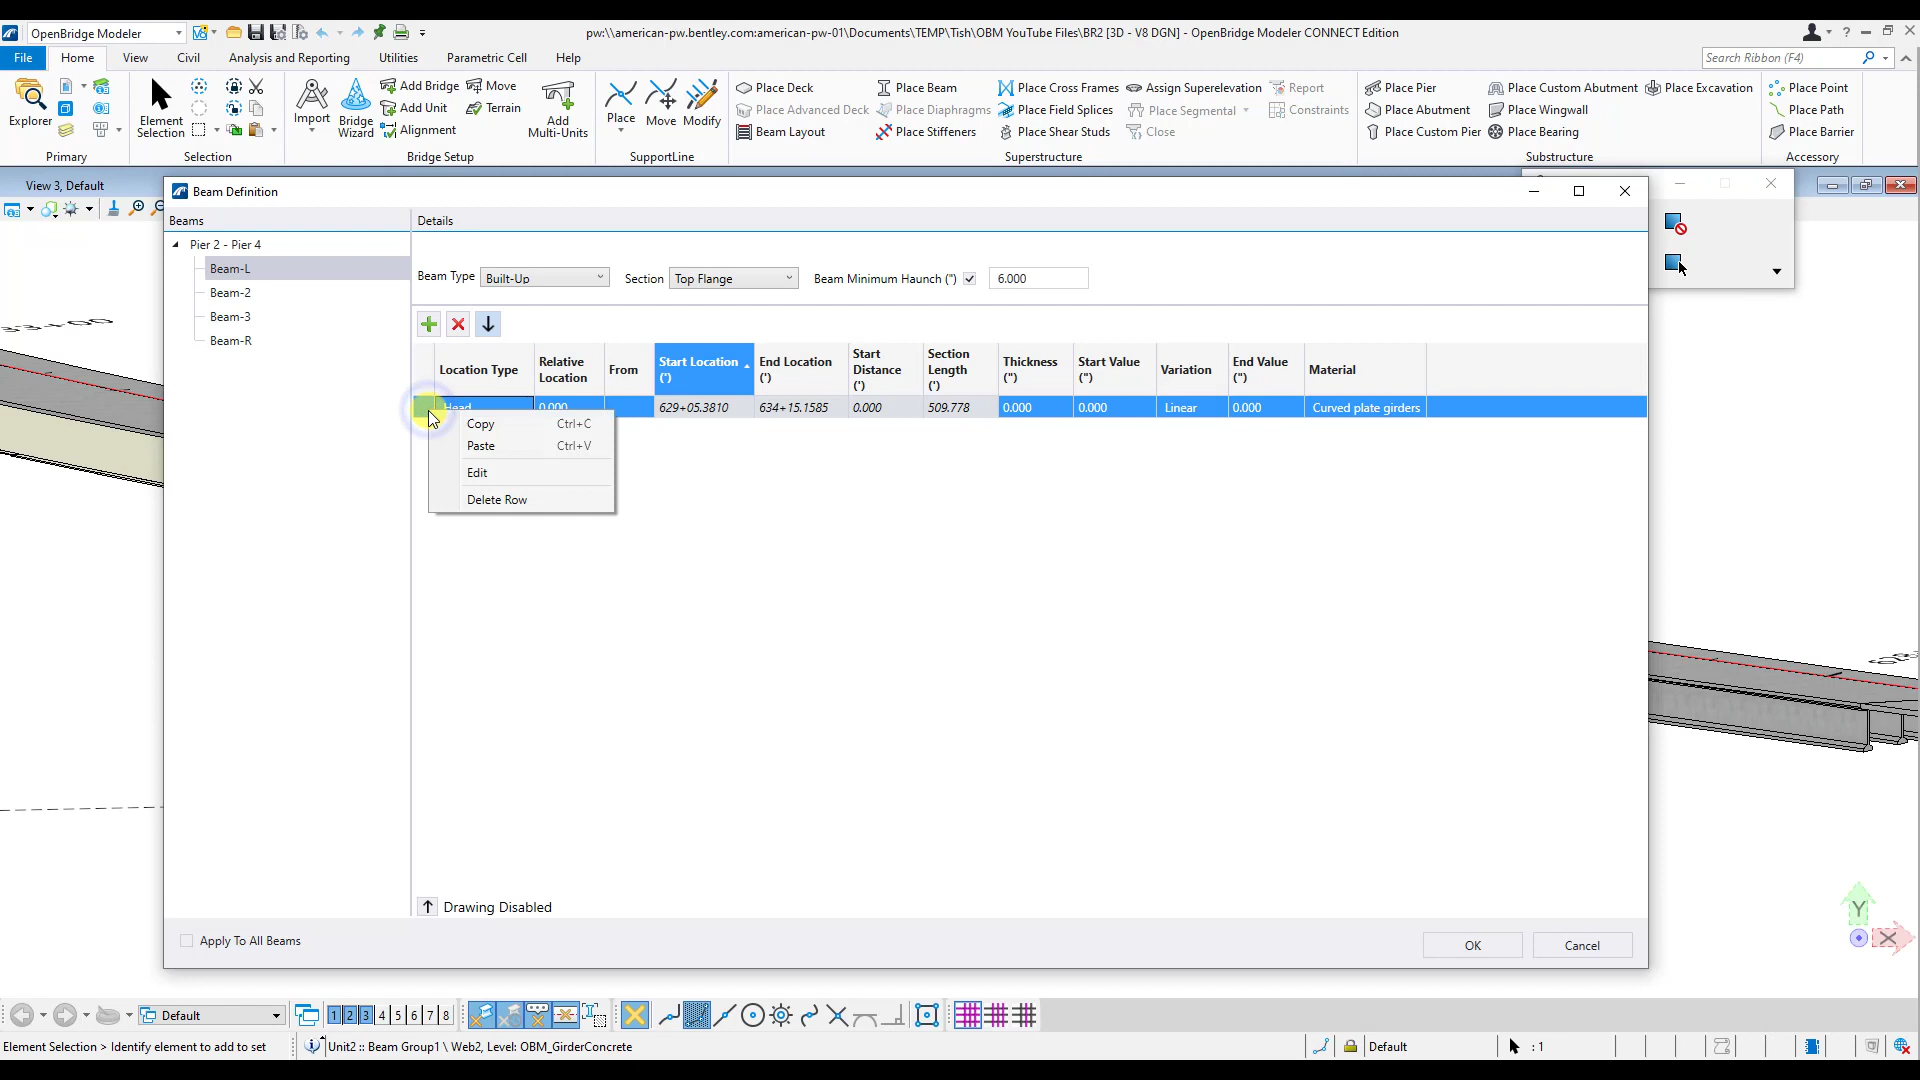 OpenBridge Modeler
pw:\\american-pw.bentley.com:american-pw-01\Documents\TEMP\Tish\OBM YouTube Files\BR2 [3D - V8 DGN] - OpenBridge Modeler CONNECT Edition
File Home View Civil Analysis and Reporting Utilities Parametric Cell Help
Search Ribbon (F4)
Explorer
Element Selection
Import
Bridge Wizard
Add Bridge
Add Unit
Alignment
Move
Terrain
Add Multi-Units
Place
Move
Modify
Place Deck
Place Advanced Deck
Beam Layout
Place Beam
Place Diaphragms
Place Stiffeners
Place Cross Frames
Place Field Splices
Place Shear Studs
Assign Superelevation
Place Segmental
Close
Report
Constraints
Place Pier
Place Abutment
Place Custom Pier
Place Custom Abutment
Place Wingwall
Place Bearing
Place Excavation
Place Point
Place Path
Place Barrier
Primary Selection Bridge Setup SupportLine Superstructure Substructure Accessory
View 3, Default
Beam Definition
Beams
Details
Pier 2 - Pier 4
Beam-L
Beam-2
Beam-3
Beam-R
Beam Type Built-Up Section Top Flange Beam Minimum Haunch (") 6.000
Location Type
Relative Location
From
Start Location (')
End Location (')
Start Distance (')
Section Length (')
Thickness (")
Start Value (")
Variation
End Value (")
Material
Head 0.000 629+05.3810 634+15.1585 0.000 509.778 0.000 0.000 Linear 0.000 Curved plate girders
Copy Ctrl+C
Paste Ctrl+V
Edit
Delete Row
33+00
Drawing Disabled
Apply To All Beams
OK Cancel
Y
X
Default
1 2 3 4 5 6 7 8
Element Selection > Identify element to add to set
Unit2 :: Beam Group1 \ Web2, Level: OBM_GirderConcrete
Default
: 1